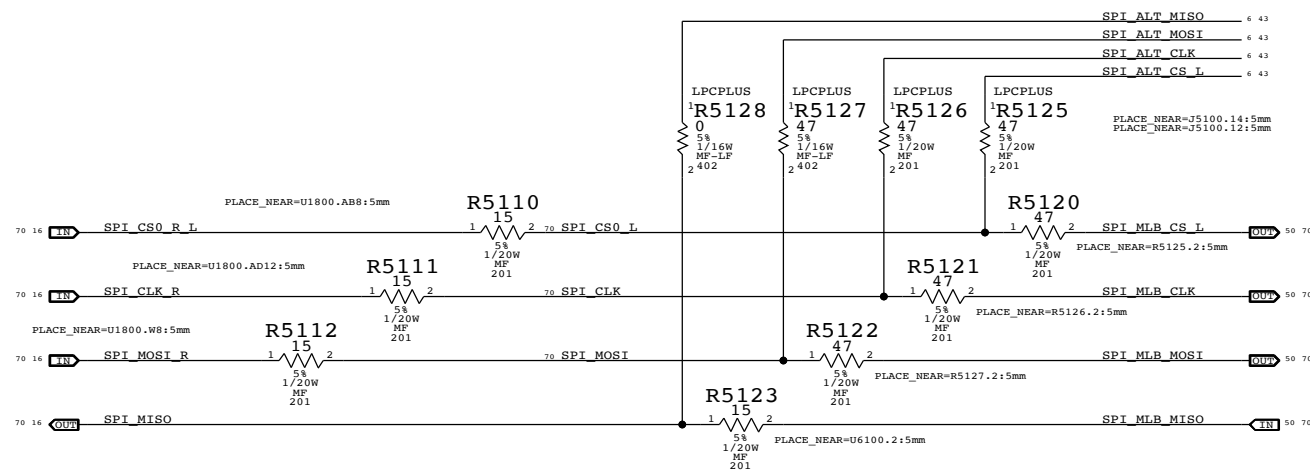 SPI_ALT_MISO 6 43
SPI_ALT_MOSI 6 43
SPI_ALT_CLK 6 43
SPI_ALT_CS_L 6 43
LPCPLUS LPCPLUS LPCPLUS LPCPLUS
1 R5128 1 R5127 1 R5126 1 R5125
0 47 47 47
5% 5% 5% 5%
1/16W 1/16W 1/20W 1/20W
MF-LF MF-LF MF MF
2 402 2 402 2 201 2 201
PLACE_NEAR=J5100.14:5mm
PLACE_NEAR=J5100.12:5mm
PLACE_NEAR=U1800.AB8:5mm
R5110
15
70 16 IN SPI_CS0_R_L 1 2 70 SPI_CS0_L
5%
1/20W
MF
201
R5120
47
1 2 SPI_MLB_CS_L OUT 50 70
5%
1/20W
MF
201
PLACE_NEAR=R5125.2:5mm
PLACE_NEAR=U1800.AD12:5mm
R5111
15
70 16 IN SPI_CLK_R 1 2 70 SPI_CLK
5%
1/20W
MF
201
R5121
47
1 2 SPI_MLB_CLK OUT 50 70
5%
1/20W
MF
201
PLACE_NEAR=R5126.2:5mm
PLACE_NEAR=U1800.W8:5mm
R5112
15
70 16 IN SPI_MOSI_R 1 2 70 SPI_MOSI
5%
1/20W
MF
201
R5122
47
1 2 SPI_MLB_MOSI OUT 50 70
5%
1/20W
MF
201
PLACE_NEAR=R5127.2:5mm
R5123
15
70 16 OUT SPI_MISO 1 2 SPI_MLB_MISO IN 50 70
5%
1/20W
MF
201
PLACE_NEAR=U6100.2:5mm